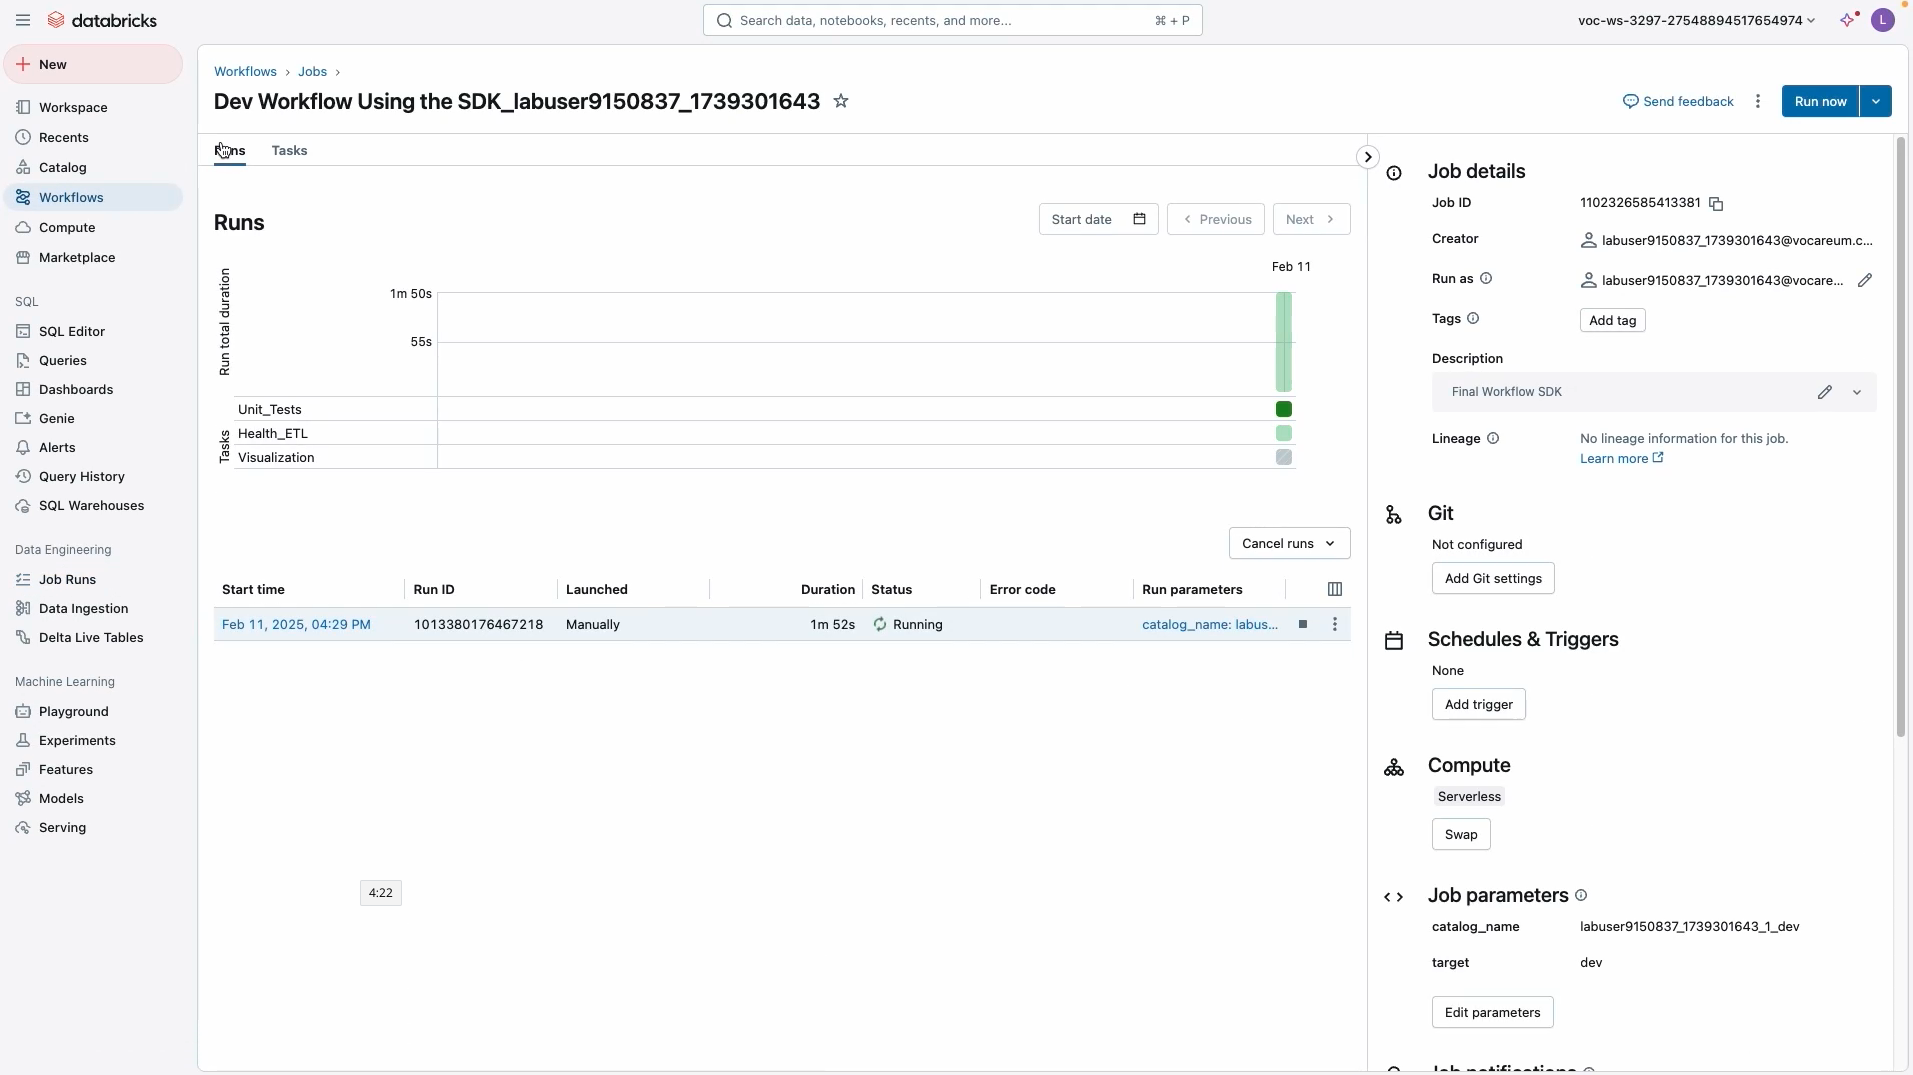 databricks
Search data, notebooks, recents, and more...
⌘ + P
voc-ws-3297-27548894517654974
L
New
Workspace
Recents
Catalog
Workflows
Compute
Marketplace
SQL
SQL Editor
Queries
Dashboards
Genie
Alerts
Query History
SQL Warehouses
Data Engineering
Job Runs
Data Ingestion
Delta Live Tables
Machine Learning
Playground
Experiments
Features
Models
Serving
Workflows › Jobs ›
Dev Workflow Using the SDK_labuser9150837_1739301643
Send feedback
Run now
Runs
Tasks
Runs
Start date
Previous
Next
Feb 11
Run total duration
1m 50s
55s
Tasks
Unit_Tests
Health_ETL
Visualization
Cancel runs
Start time Run ID Launched Duration Status Error code Run parameters
Feb 11, 2025, 04:29 PM 1013380176467218 Manually 1m 52s Running catalog_name: labus...
4:22
Job details
Job ID 1102326585413381
Creator labuser9150837_1739301643@vocareum.c...
Run as labuser9150837_1739301643@vocare...
Tags Add tag
Description
Final Workflow SDK
Lineage No lineage information for this job.
Learn more
Git
Not configured
Add Git settings
Schedules & Triggers
None
Add trigger
Compute
Serverless
Swap
Job parameters
catalog_name labuser9150837_1739301643_1_dev
target dev
Edit parameters
Job notifications